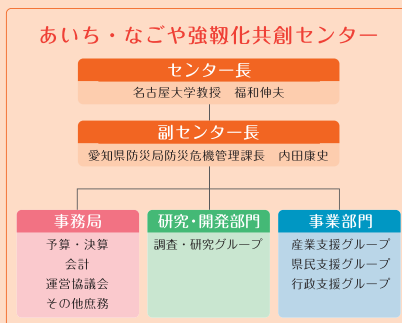 あいち・なごや強靱化共創センター
センター長
名古屋大学教授　福和伸夫
副センター長
愛知県防災局防災危機管理課長　内田康史
事務局
予算・決算
会計
運営協議会
その他庶務
研究・開発部門
調査・研究グループ
事業部門
産業支援グループ
県民支援グループ
行政支援グループ